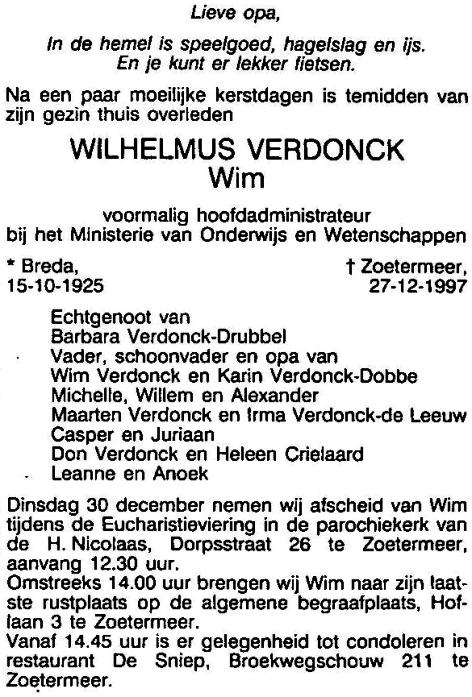 Lieve opa,
In de hemel is speelgoed, hagelslag en ijs.
En je kunt er lekker fietsen.
Na een paar moeilijke kerstdagen is temidden van
zijn gezin thuis overleden
WILHELMUS VERDONCK
Wim
voormalig hoofdadministrateur
bij het Ministerie van Onderwijs en Wetenschappen
* Breda, † Zoetermeer,
15-10-1925 27-12-1997
Echtgenoot van
Barbara Verdonck-Drubbel
Vader, schoonvader en opa van
Wim Verdonck en Karin Verdonck-Dobbe
Michelle, Willem en Alexander
Maarten Verdonck en Irma Verdonck-de Leeuw
Casper en Juriaan
Don Verdonck en Heleen Crielaard
Leanne en Anoek
Dinsdag 30 december nemen wij afscheid van Wim
tijdens de Eucharistieviering in de parochiekerk van
de H. Nicolaas, Dorpsstraat 26 te Zoetermeer,
aanvang 12.30 uur.
Omstreeks 14.00 uur brengen wij Wim naar zijn laat-
ste rustplaats op de algemene begraafplaats, Hof-
laan 3 te Zoetermeer.
Vanaf 14.45 uur is er gelegenheid tot condoleren in
restaurant De Sniep, Broekwegschouw 211 te
Zoetermeer.